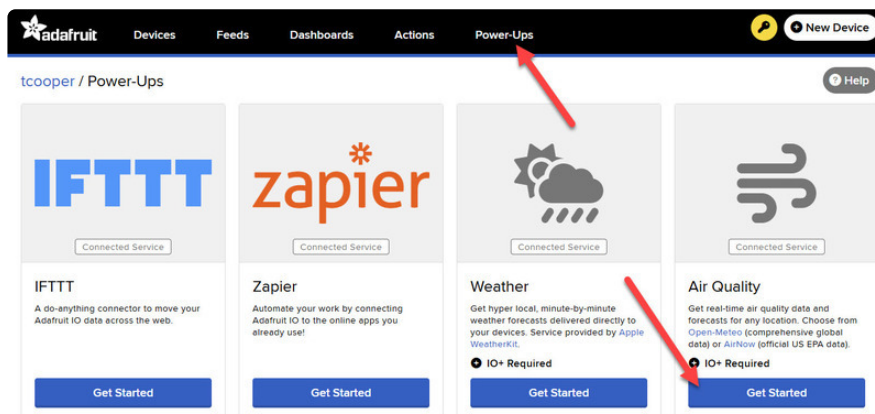 adafruit Devices Feeds Dashboards Actions Power-Ups New Device
tcooper / Power-Ups Help
IFTTT
zapier
Connected Service
Connected Service
Connected Service
Connected Service
IFTTT
A do-anything connector to move your
Adafruit IO data across the web.
Get Started
Zapier
Automate your work by connecting
Adafruit IO to the online apps you
already use!
Get Started
Weather
Get hyper local, minute-by-minute
weather forecasts delivered directly to
your devices. Service provided by Apple
WeatherKit.
IO+ Required
Get Started
Air Quality
Get real-time air quality data and
forecasts for any location. Choose from
Open-Meteo (comprehensive global
data) or AirNow (official US EPA data).
IO+ Required
Get Started